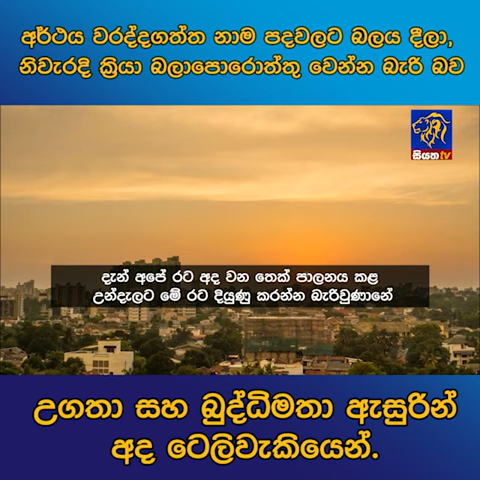 අර්ථය වරද්දගත්ත නාම පදවලට බලය දීලා,
නිවැරදි ක්‍රියා බලාපොරොත්තු වෙන්න බැරි බව
සියත tv
දැන් අපේ රට අද වන තෙක් පාලනය කළ
උන්දැලට මේ රට දියුණු කරන්න බැරිවුණානේ
උගතා සහ බුද්ධිමතා ඇසුරින්
අද ටෙලිවැකියෙන්.